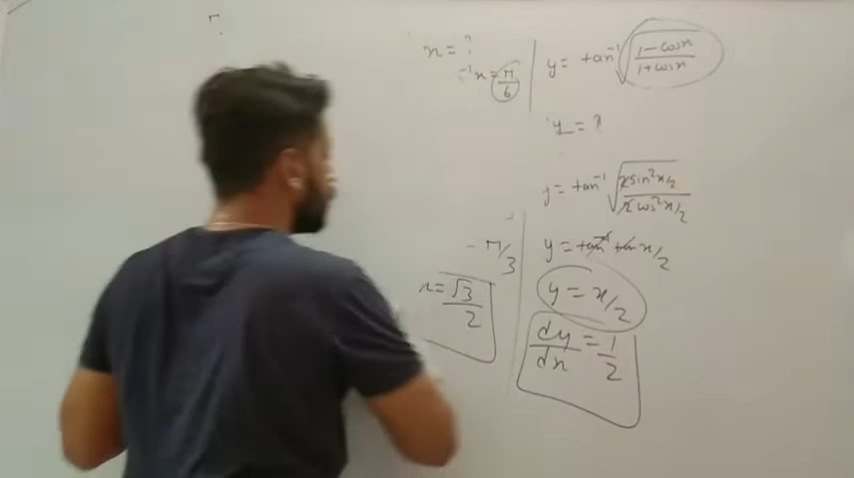 x = ?
⁻¹x = π/6
- π/3
x = √3/2
y = tan⁻¹ √((1-cosx)/(1+cosx))
y = ?
y = tan⁻¹ √((2sin²x/2)/(2cos²x/2))
y = tan⁻¹ tan x/2
y = x/2
dy/dx = 1/2